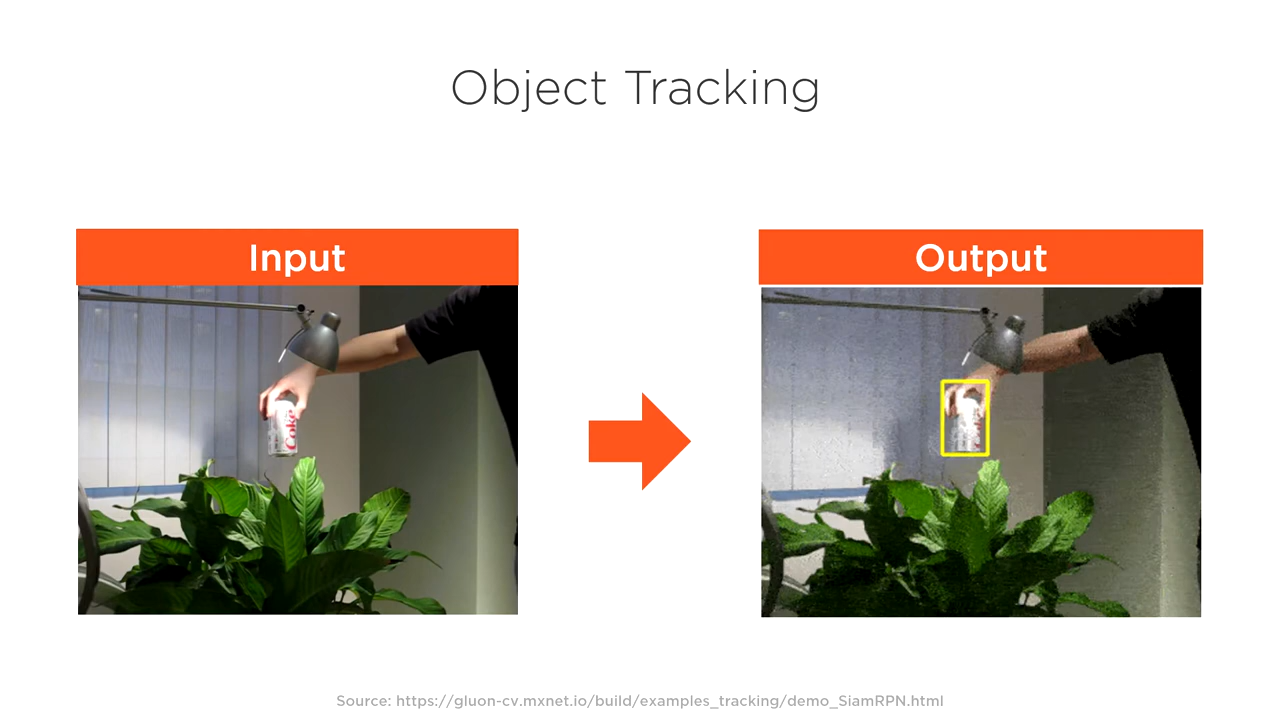 Object Tracking
Input
Output
Coke
Source: https://gluon-cv.mxnet.io/build/examples_tracking/demo_SiamRPN.html